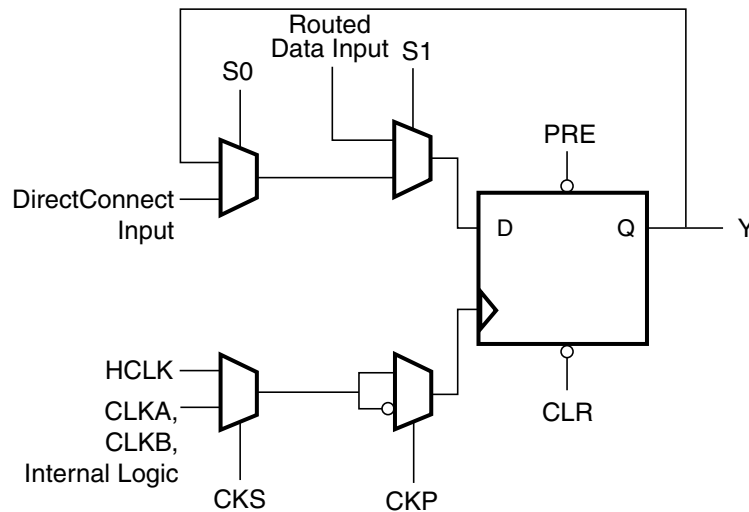 Routed
Data Input
S1
S0
PRE
DirectConnect
Input
D
Q
Y
HCLK
CLKA,
CLKB,
Internal Logic
CLR
CKS
CKP